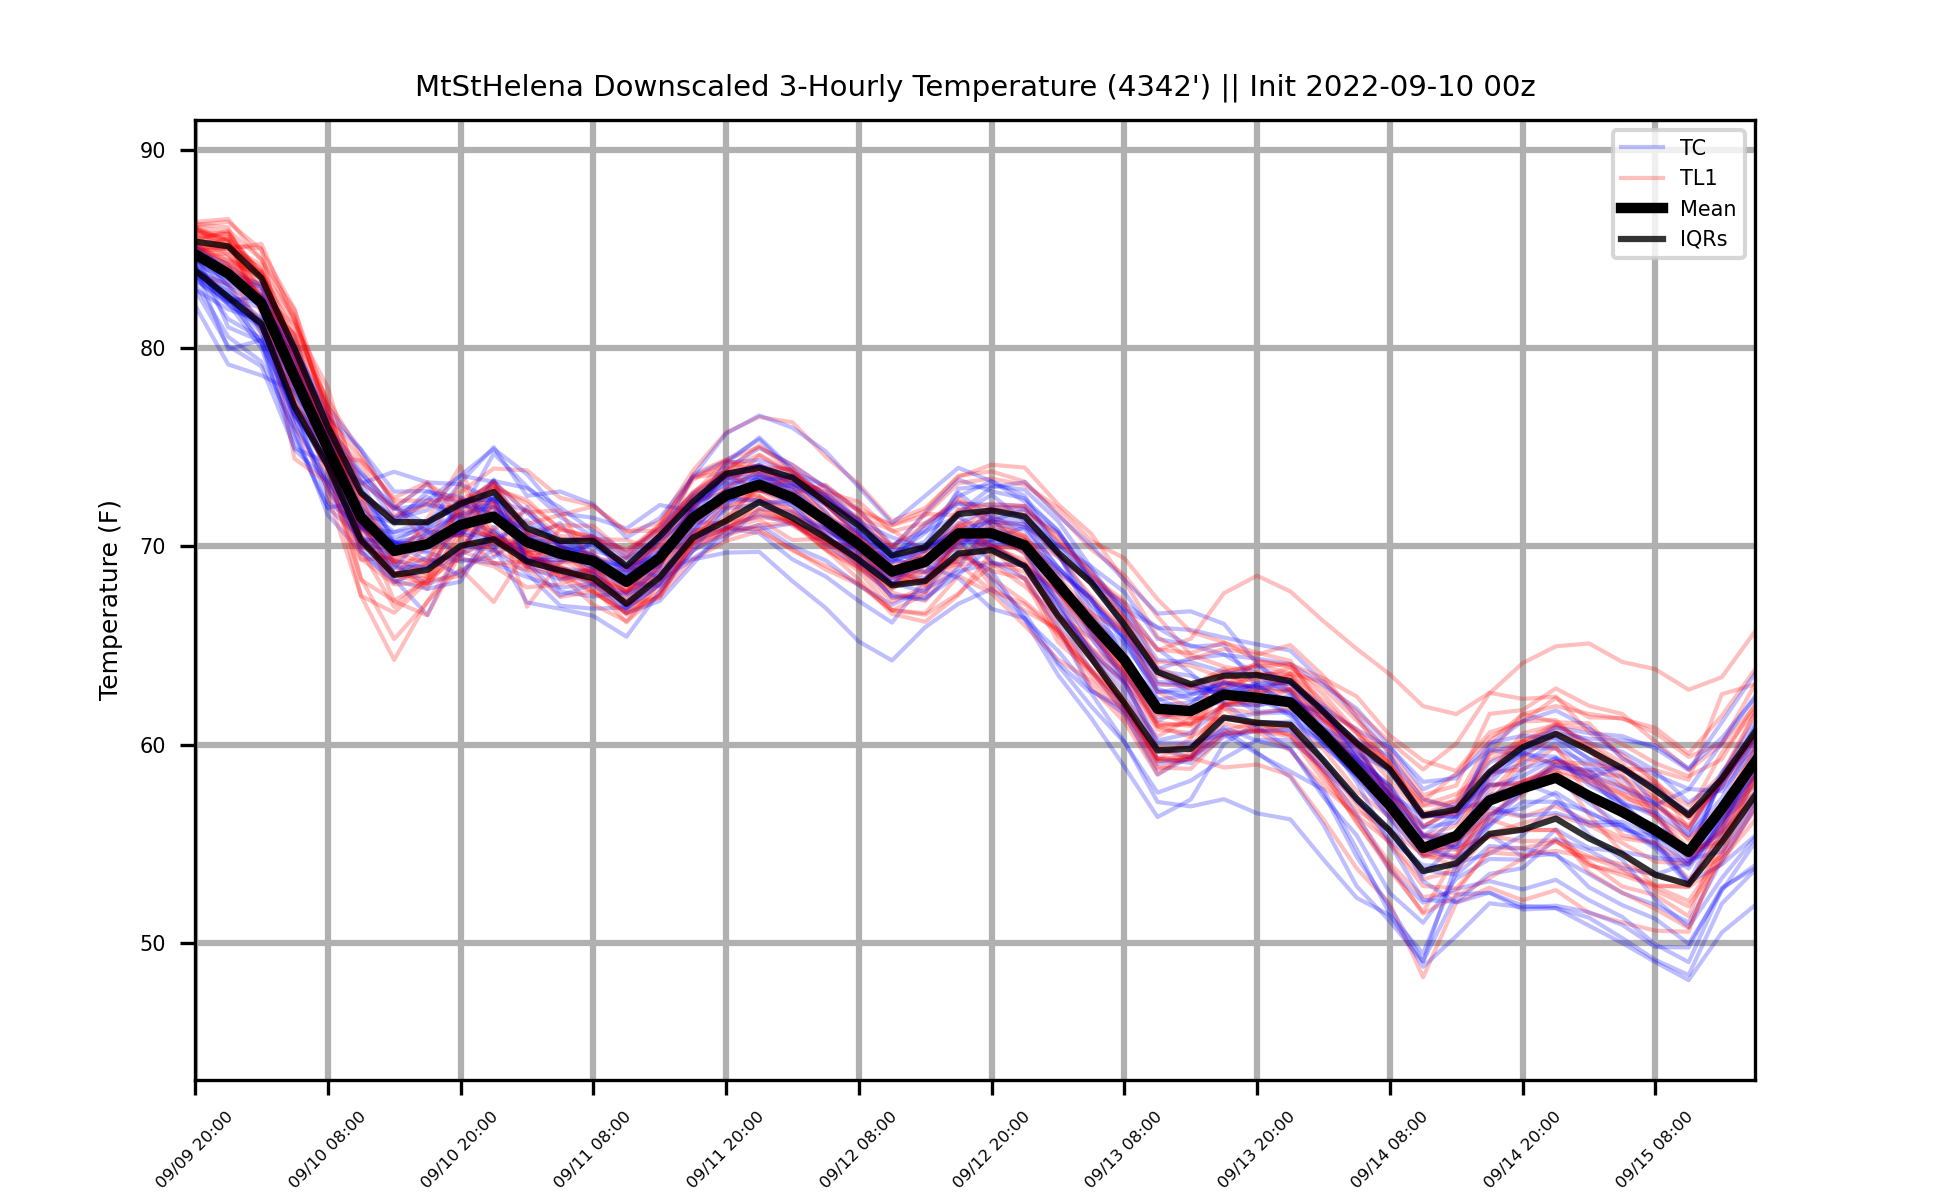 MtStHelena Downscaled 3-Hourly Temperature (4342') || Init 2022-09-10 00z
TC
TL1
Mean
IQRs
Temperature (F)
90
80
70
60
50
09/09 20:00
09/10 08:00
09/10 20:00
09/11 08:00
09/11 20:00
09/12 08:00
09/12 20:00
09/13 08:00
09/13 20:00
09/14 08:00
09/14 20:00
09/15 08:00